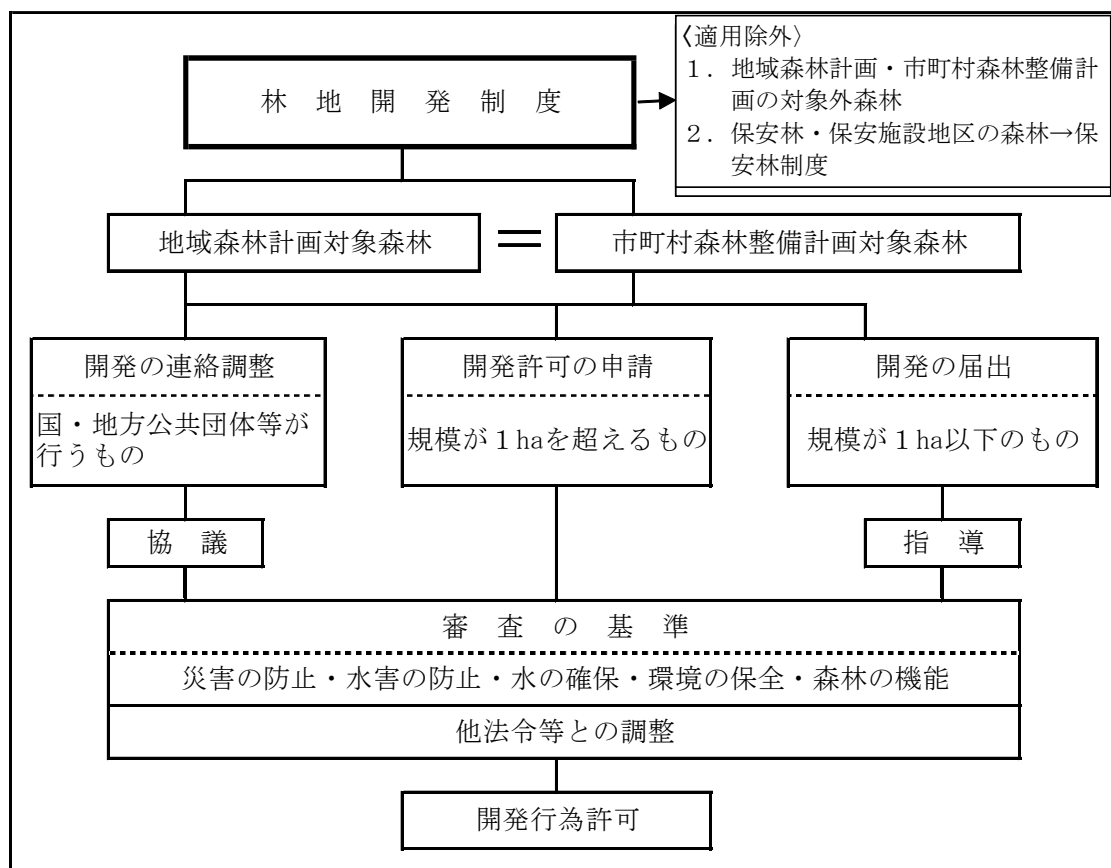 林地開発制度
〈適用除外〉
１．地域森林計画・市町村森林整備計
画の対象外森林
２．保安林・保安施設地区の森林→保
安林制度
地域森林計画対象森林
＝
市町村森林整備計画対象森林
開発の連絡調整
国・地方公共団体等が
行うもの
開発許可の申請
規模が１haを超えるもの
開発の届出
規模が１ha以下のもの
協議
指導
審査の基準
災害の防止・水害の防止・水の確保・環境の保全・森林の機能
他法令等との調整
開発行為許可